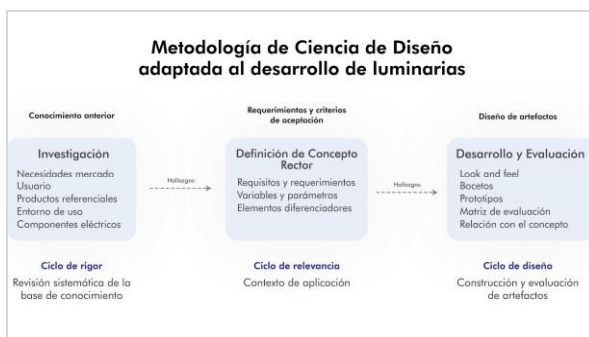 Metodología de Ciencia de Diseño
adaptada al desarrollo de luminarias
Conocimiento anterior
Investigación
Necesidades mercado
Usuario
Productos referenciales
Entorno de uso
Componentes eléctricos
Ciclo de rigor
Revisión sistemática de la
base de conocimiento
Hallazgos
Requerimientos y criterios
de aceptación
Definición de Concepto
Rector
Requisitos y requerimientos
Variables y parámetros
Elementos diferenciadores
Ciclo de relevancia
Contexto de aplicación
Hallazgos
Diseño de artefactos
Desarrollo y Evaluación
Look and feel
Bocetos
Prototipos
Matriz de evaluación
Relación con el concepto
Ciclo de diseño
Construcción y evaluación
de artefactos